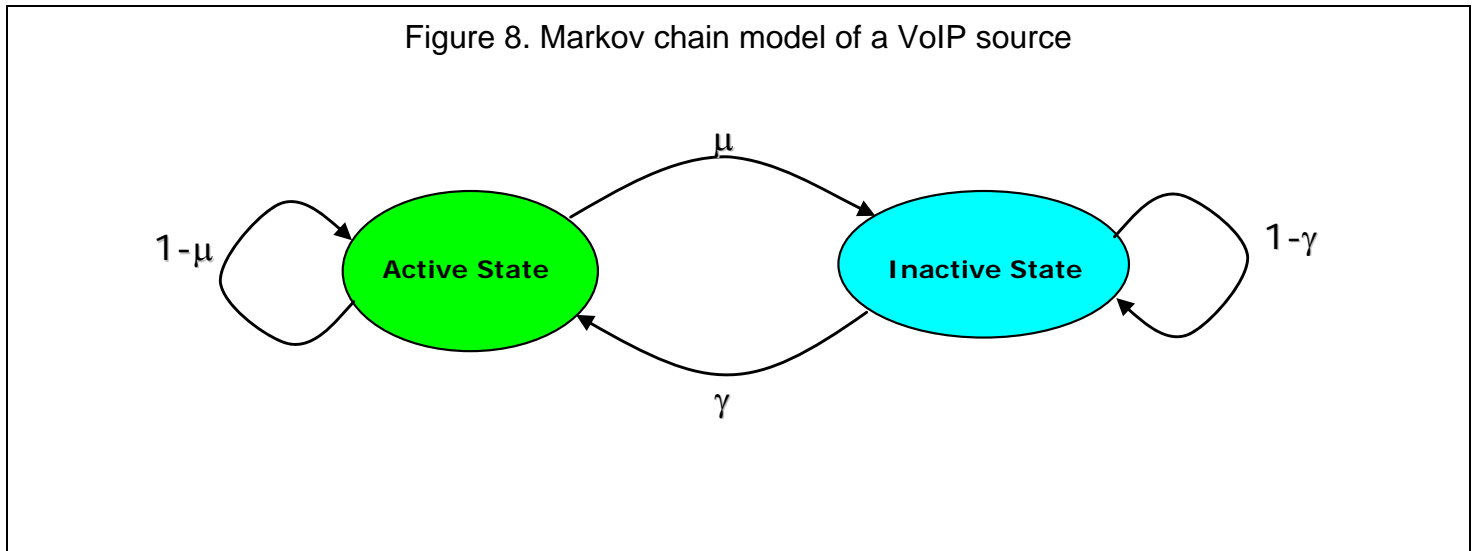 Figure 8. Markov chain model of a VoIP source
μ
1-μ
Active State
Inactive State
1-γ
γ